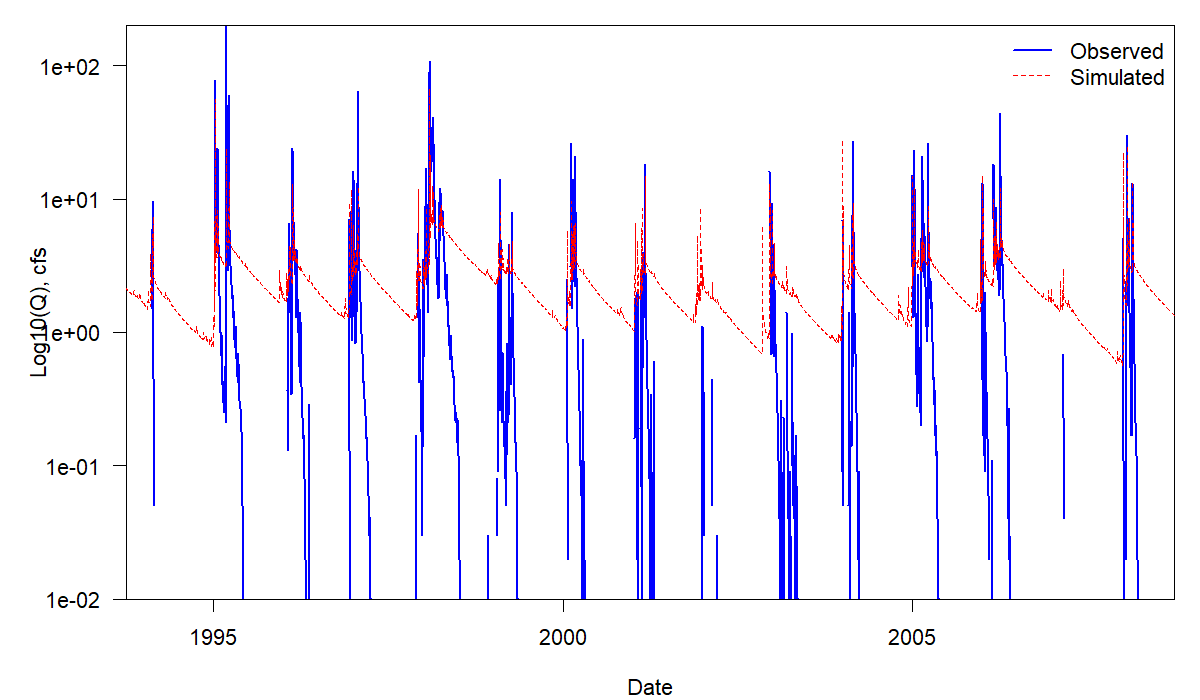 Observed
Simulated
1e+02
1e+01
1e+00
1e-01
1e-02
Log10(Q), cfs
1995
2000
2005
Date